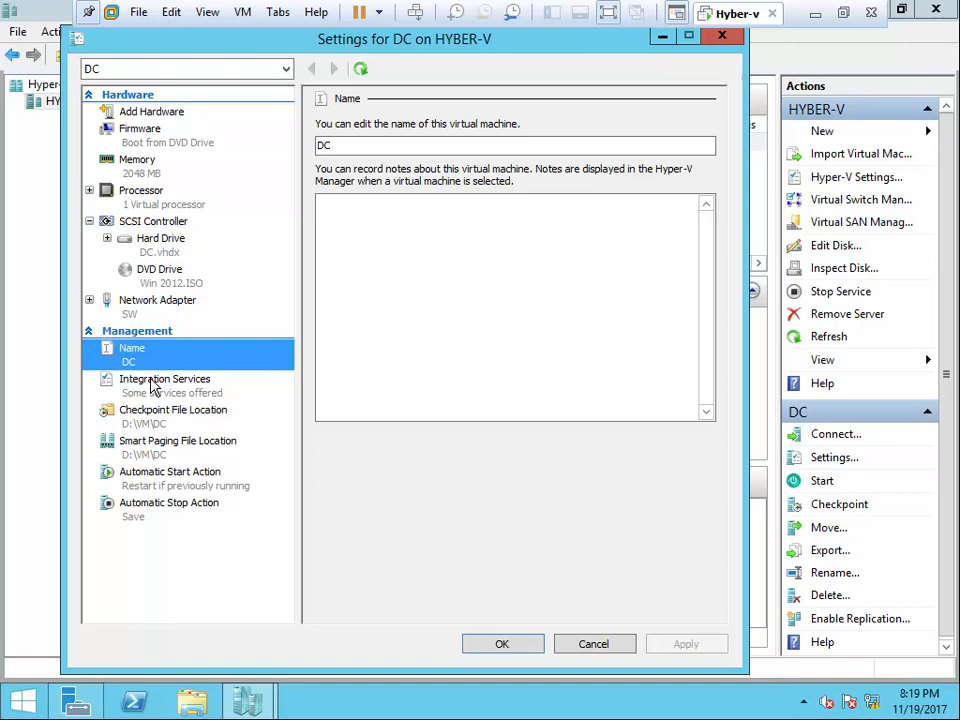 File Edit View VM Tabs Help
Hyber-v
File
Settings for DC on HYBER-V
DC
Hyper-
HY
Hardware
Add Hardware
Firmware
Boot from DVD Drive
Memory
2048 MB
Processor
1 Virtual processor
SCSI Controller
Hard Drive
DC.vhdx
DVD Drive
Win 2012.ISO
Network Adapter
SW
Management
Name
DC
Integration Services
Some services offered
Checkpoint File Location
D:\VM\DC
Smart Paging File Location
D:\VM\DC
Automatic Start Action
Restart if previously running
Automatic Stop Action
Save
Name
You can edit the name of this virtual machine.
DC
You can record notes about this virtual machine. Notes are displayed in the Hyper-V
Manager when a virtual machine is selected.
OK Cancel Apply
Actions
HYBER-V
New
Import Virtual Mac...
Hyper-V Settings...
Virtual Switch Man...
Virtual SAN Manag...
Edit Disk...
Inspect Disk...
Stop Service
Remove Server
Refresh
View
Help
DC
Connect...
Settings...
Start
Checkpoint
Move...
Export...
Rename...
Delete...
Enable Replication...
Help
8:19 PM
11/19/2017